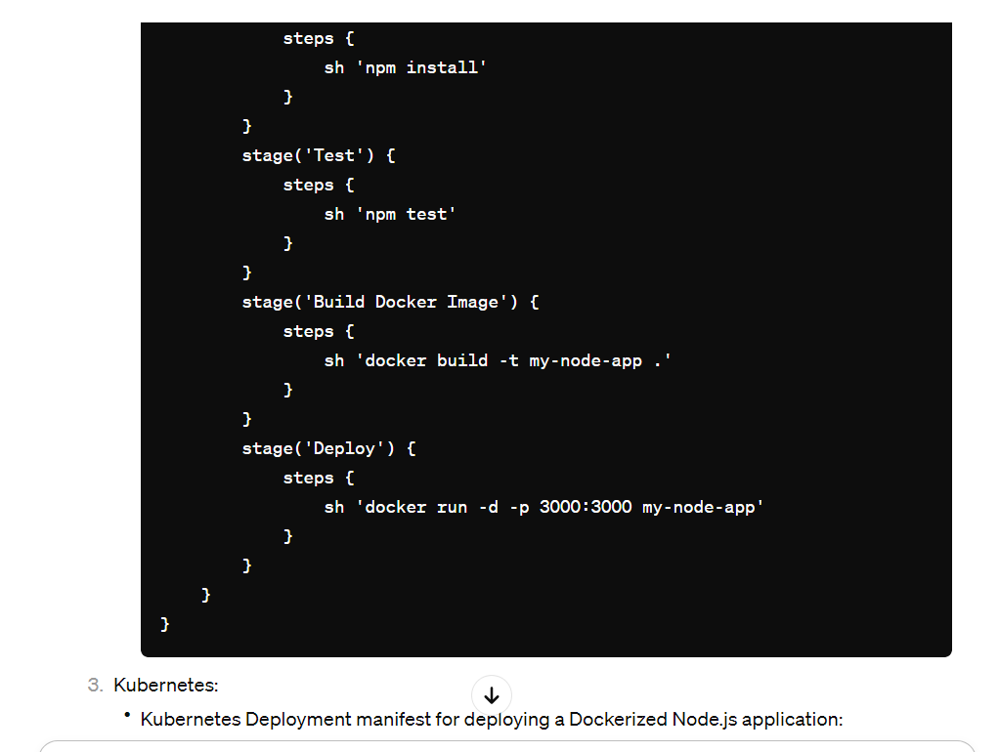 steps {
sh 'npm install'
}
}
stage('Test') {
steps {
sh 'npm test'
}
}
stage('Build Docker Image') {
steps {
sh 'docker build -t my-node-app .'
}
}
stage('Deploy') {
steps {
sh 'docker run -d -p 3000:3000 my-node-app'
}
}
}
}
3. Kubernetes:
• Kubernetes Deployment manifest for deploying a Dockerized Node.js application: